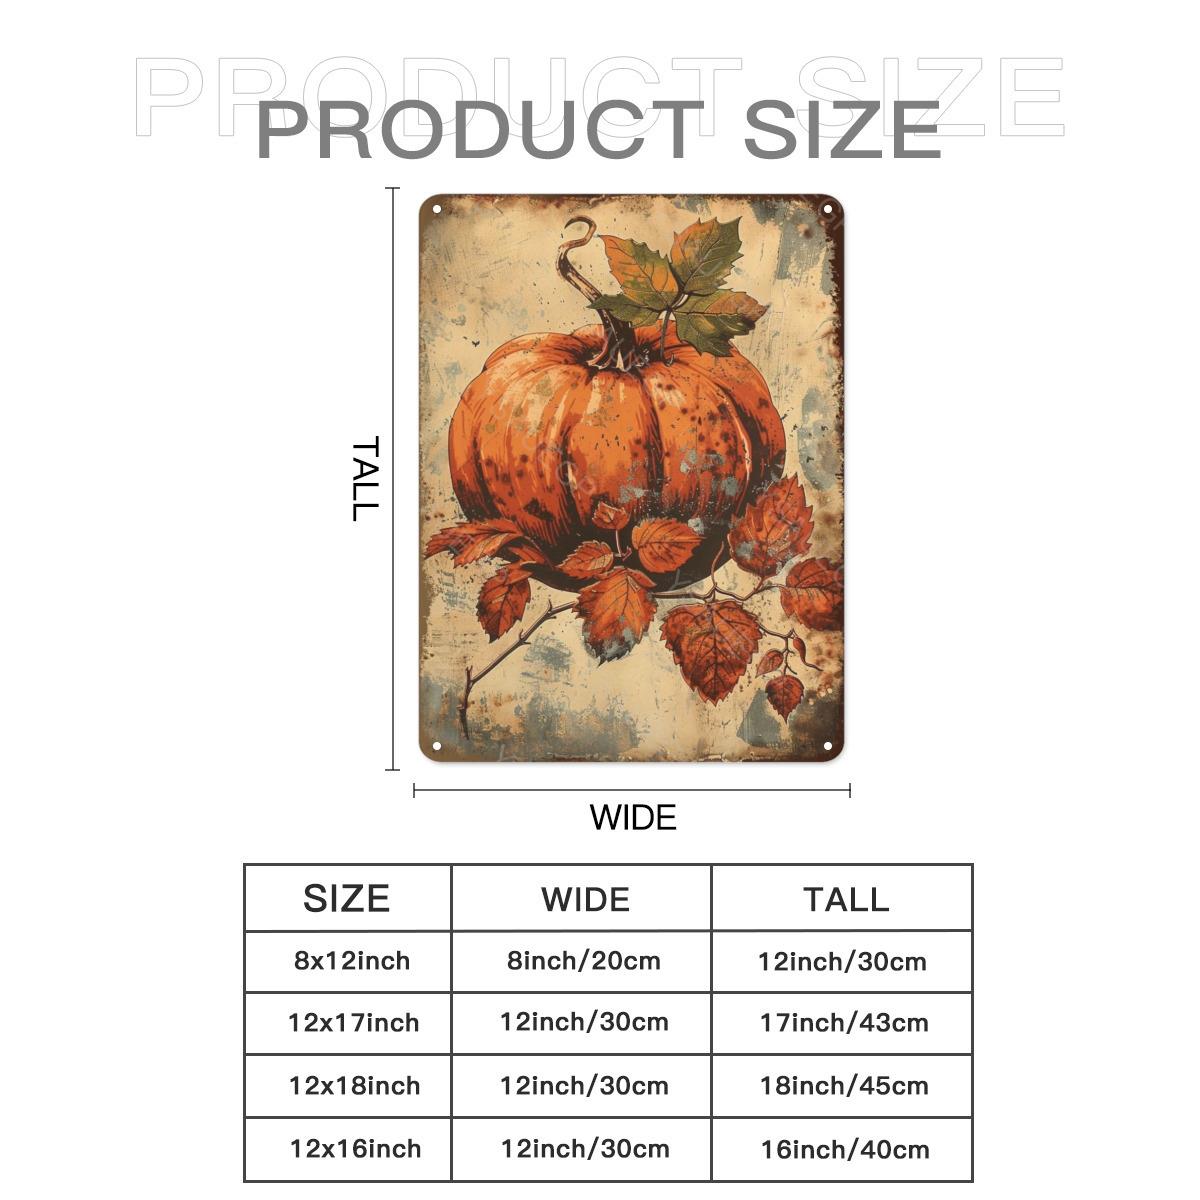 PRODUCT SIZE
PRODUCT SIZE
TALL
WIDE
SIZE WIDE TALL
8x12inch 8inch/20cm 12inch/30cm
12x17inch 12inch/30cm 17inch/43cm
12x18inch 12inch/30cm 18inch/45cm
12x16inch 12inch/30cm 16inch/40cm